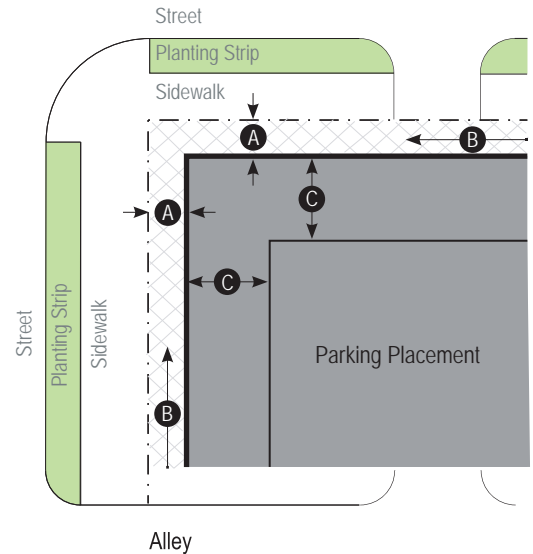 Street
Planting Strip
Sidewalk
A
B
C
A
C
Parking Placement
Street
Planting Strip
Sidewalk
B
Alley